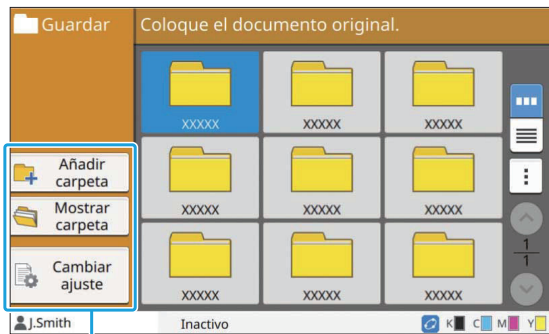 Guardar
Coloque el documento original.
XXXXX XXXXX XXXXX
Añadir
carpeta
Mostrar
carpeta
XXXXX XXXXX XXXXX
Cambiar
ajuste
XXXXX XXXXX XXXXX
1
1
J.Smith
Inactivo
K C M Y